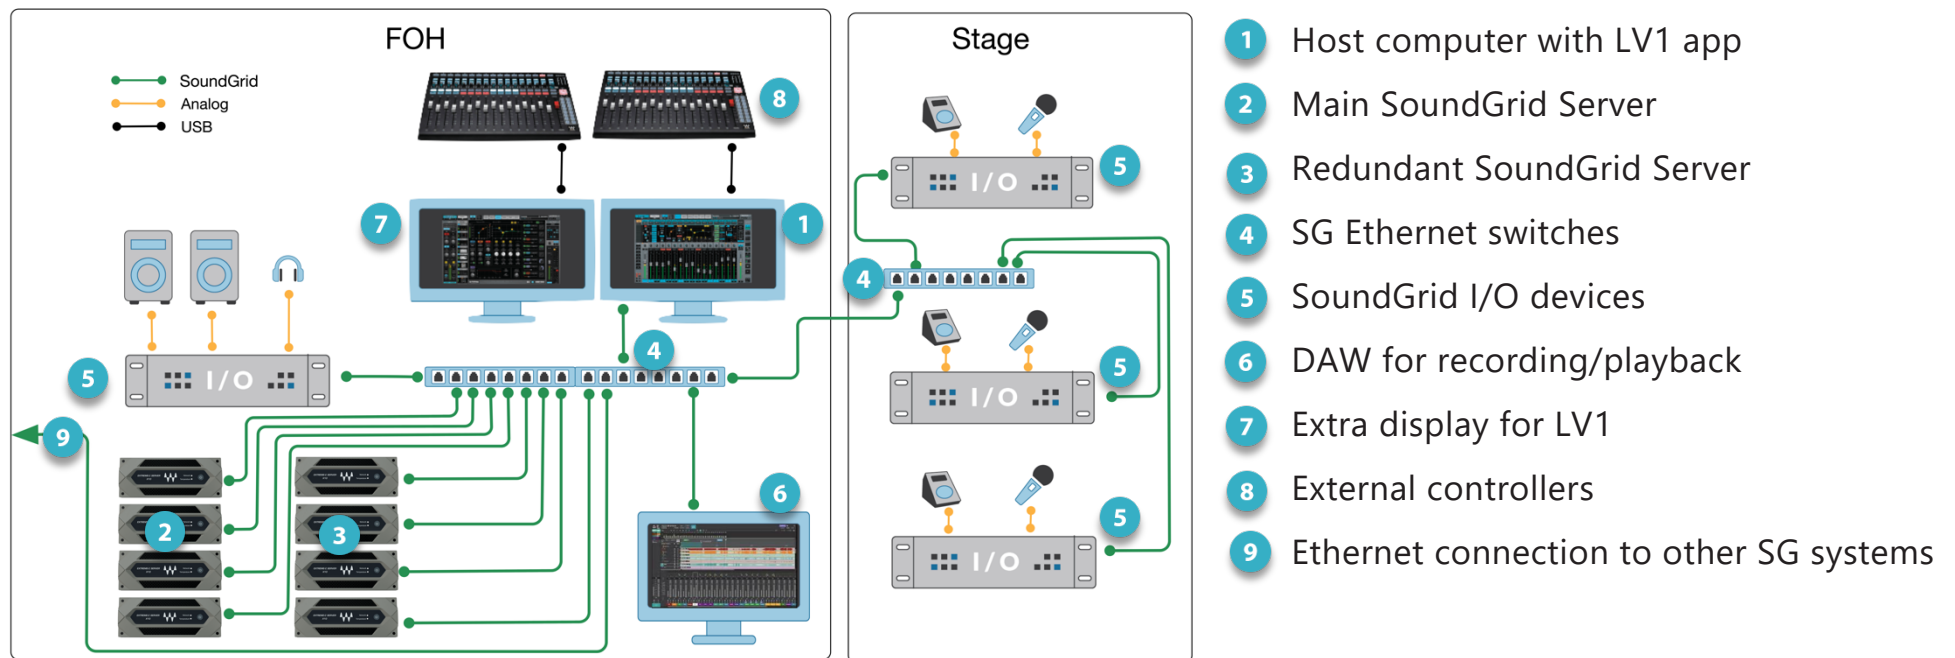 FOH
SoundGrid
Analog
USB
8
7
1
5
I/O
4
9
2
3
6
Stage
I/O
5
4
I/O
5
I/O
5
1 Host computer with LV1 app
2 Main SoundGrid Server
3 Redundant SoundGrid Server
4 SG Ethernet switches
5 SoundGrid I/O devices
6 DAW for recording/playback
7 Extra display for LV1
8 External controllers
9 Ethernet connection to other SG systems